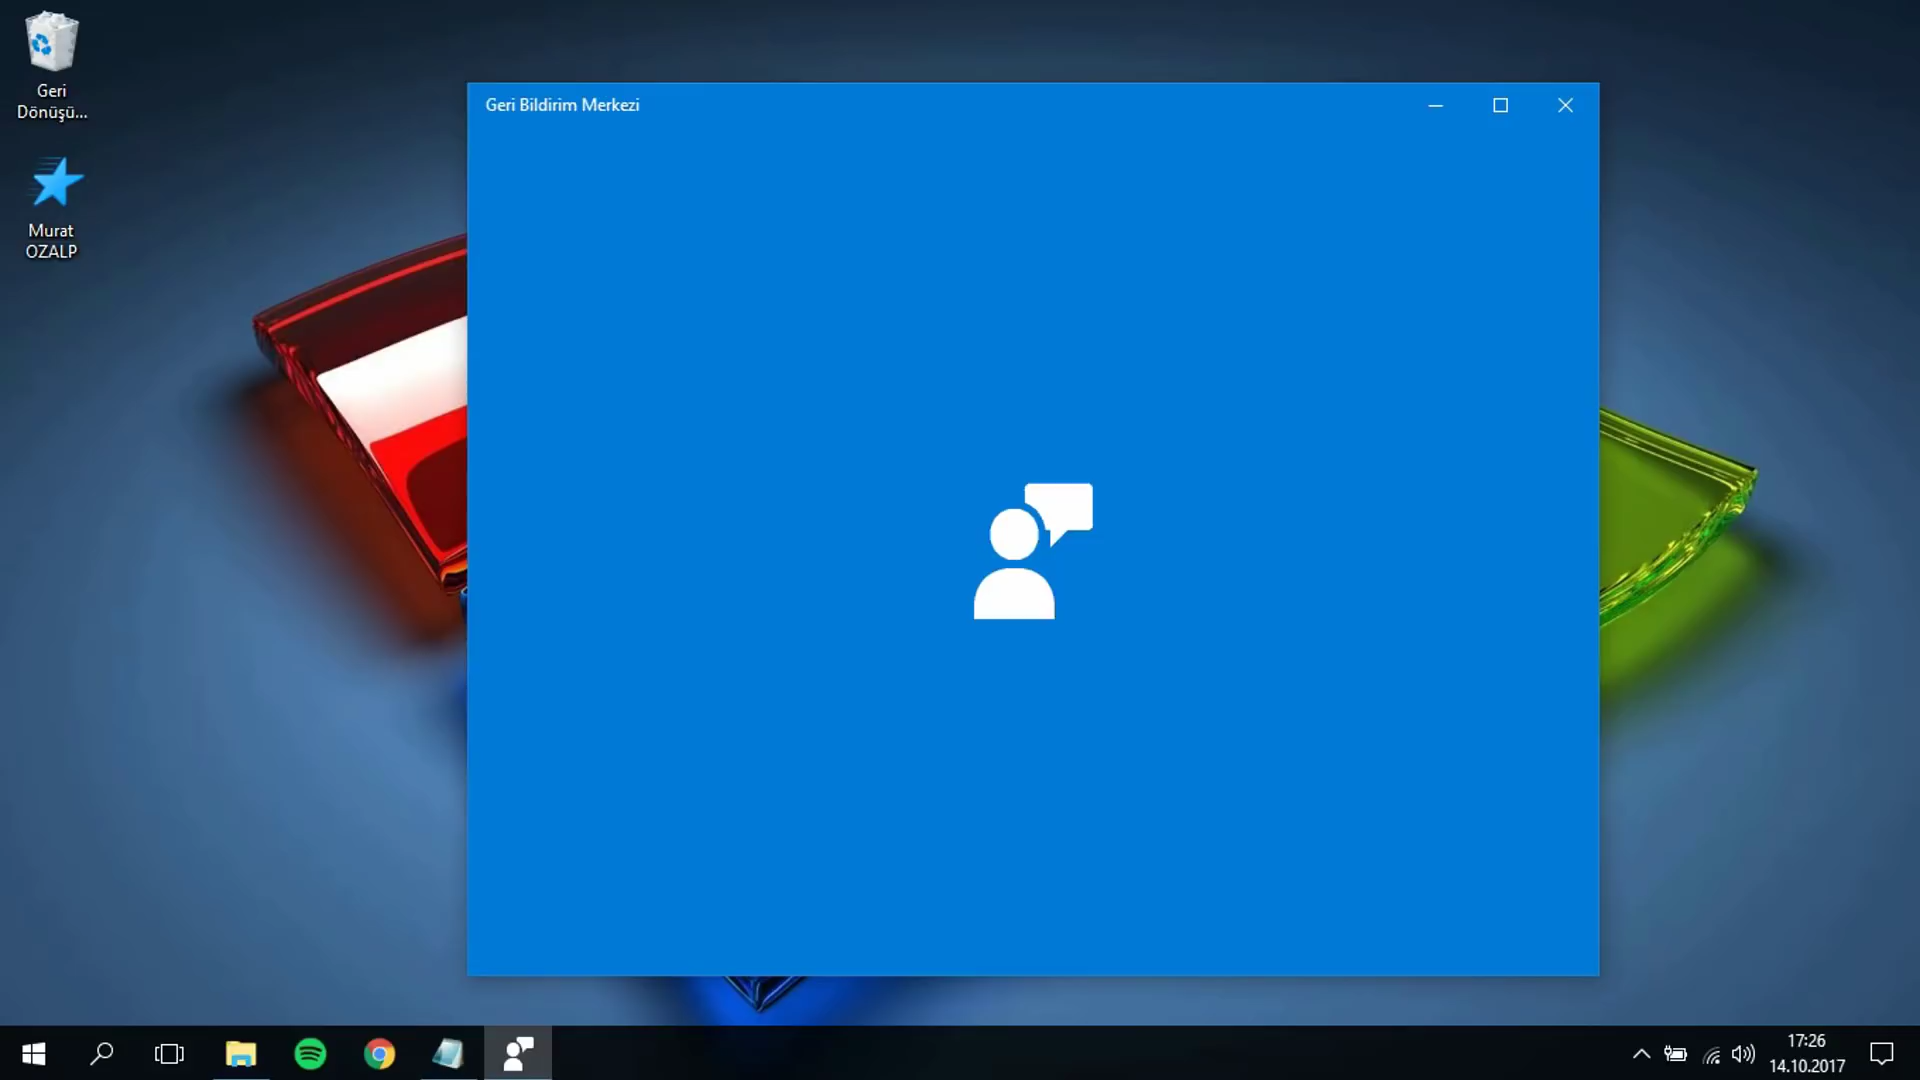 Geri
Dönüşü...
Murat
OZALP
Geri Bildirim Merkezi
17:26
14.10.2017